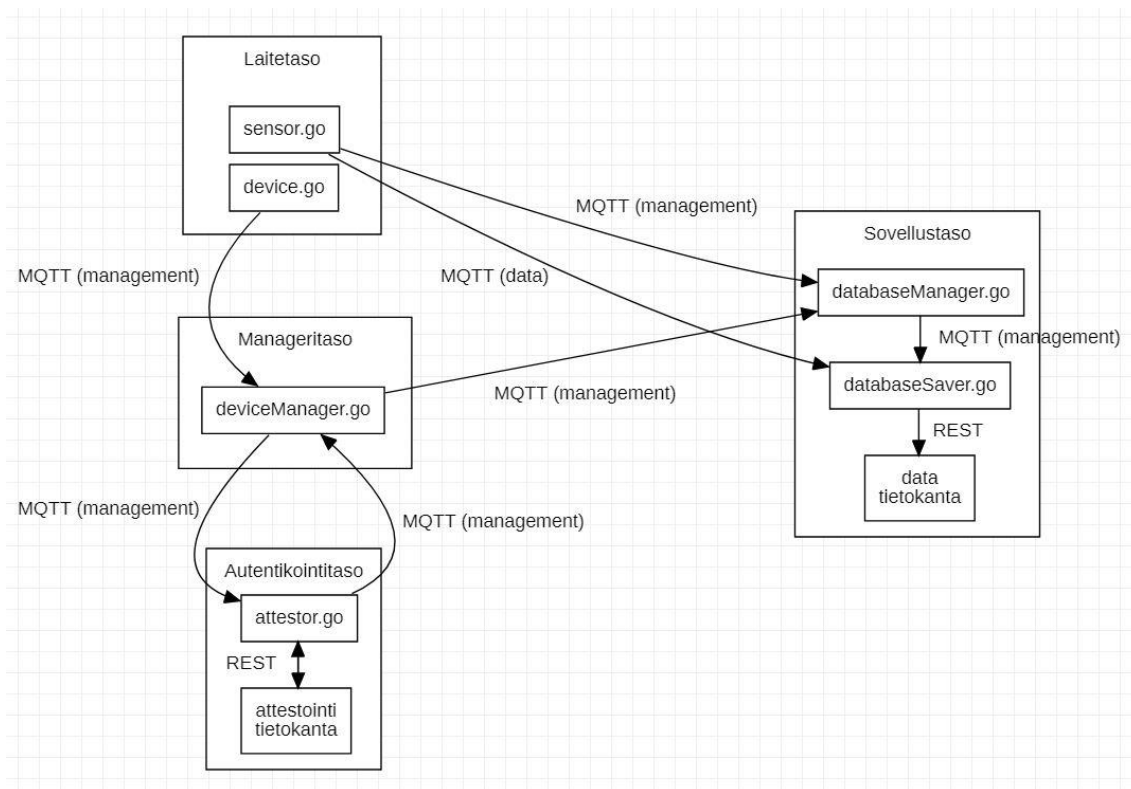 Laitetaso
sensor.go
device.go
MQTT (management)
Sovellustaso
MQTT (management)
MQTT (data)
databaseManager.go
Manageritaso
MQTT (management)
databaseSaver.go
MQTT (management)
deviceManager.go
REST
data
tietokanta
MQTT (management)
MQTT (management)
Autentikointitaso
attestor.go
REST
attestointi
tietokanta